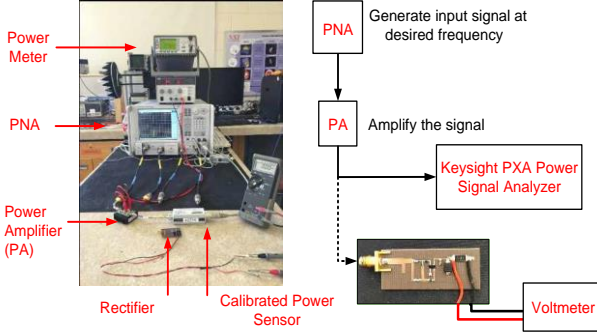 Power
Meter
PNA
Power
Amplifier
(PA)
Rectifier
Calibrated Power
Sensor
PNA
Generate input signal at
desired frequency
PA
Amplify the signal
Keysight PXA Power
Signal Analyzer
Voltmeter